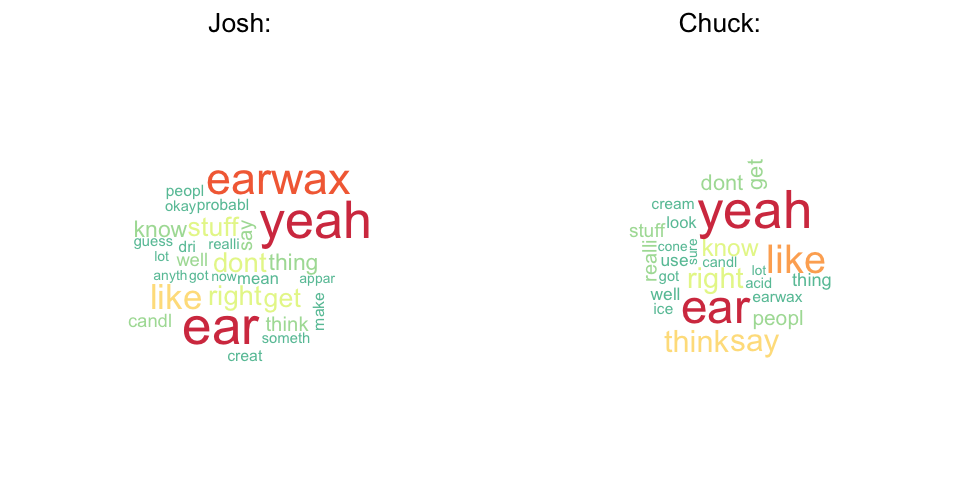 Josh:
earwax
peopl
okay probabl
yeah
know stuff say
guess dri realli
lot well dont thing
anyth got now mean appar
like right get make
candl ear think
someth
creat
Chuck:
get
dont
cream yeah
look
stuff
realli cone sure know like
use candl
got right lot acid thing
well earwax
ice ear peopl
think say